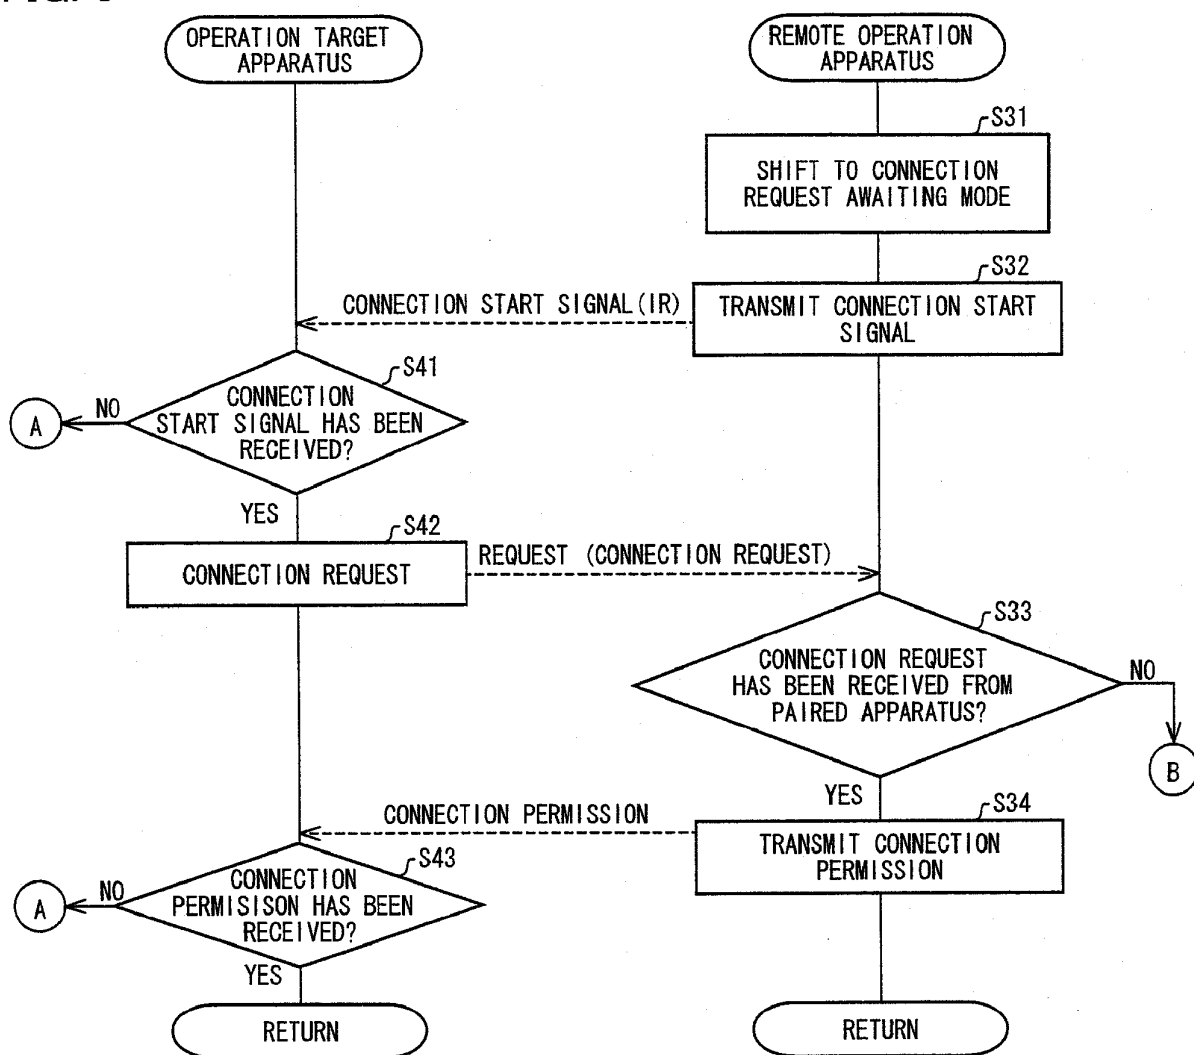 OPERATION TARGET
APPARATUS
REMOTE OPERATION
APPARATUS
S31
SHIFT TO CONNECTION
REQUEST AWAITING MODE
S32
CONNECTION START SIGNAL(IR)
TRANSMIT CONNECTION START
SIGNAL
S41
CONNECTION
START SIGNAL HAS BEEN
RECEIVED?
NO
A
YES
S42
CONNECTION REQUEST
REQUEST (CONNECTION REQUEST)
S33
CONNECTION REQUEST
HAS BEEN RECEIVED FROM
PAIRED APPARATUS?
NO
B
YES
S34
CONNECTION PERMISSION
TRANSMIT CONNECTION
PERMISSION
S43
CONNECTION
PERMISISON HAS BEEN
RECEIVED?
NO
A
YES
RETURN
RETURN